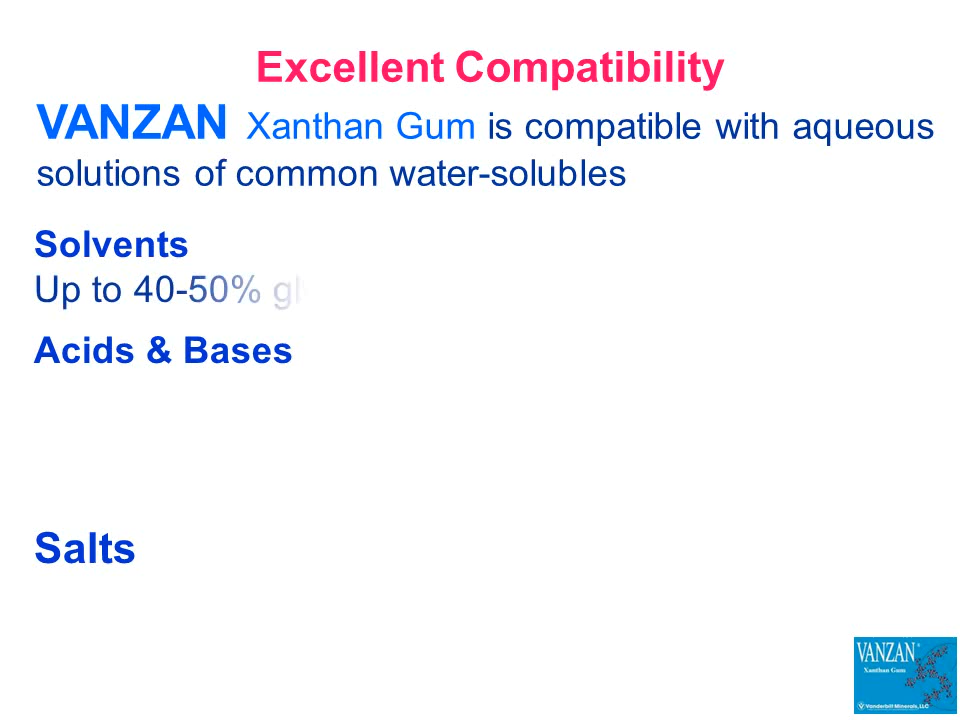 Excellent Compatibility
VANZAN Xanthan Gum is compatible with aqueous
solutions of common water-solubles
Solvents
Up to 40-50%
Acids & Bases
Salts
VANZAN®
Xanthan Gum
Vanderbilt Minerals, LLC